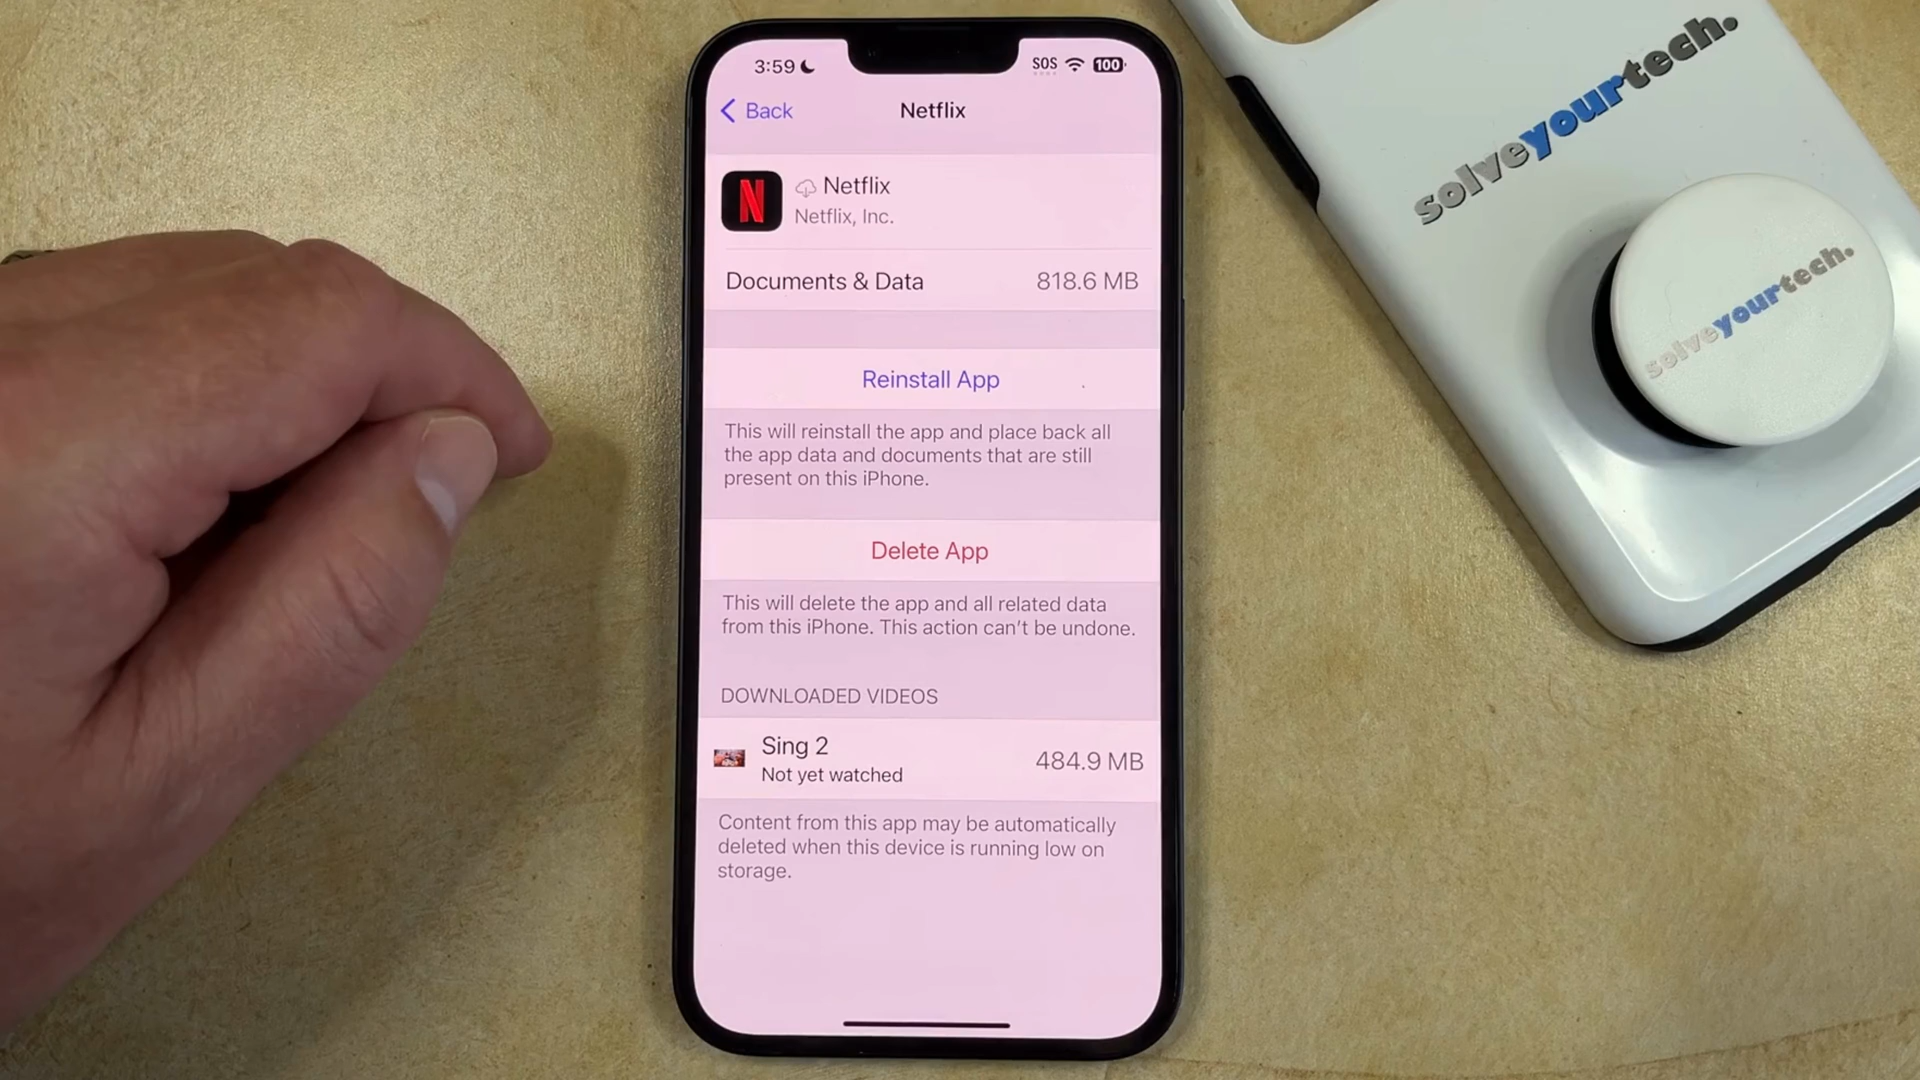 3:59
SOS
100
Back
Netflix
Netflix
Netflix, Inc.
Documents & Data
818.6 MB
Reinstall App
This will reinstall the app and place back all
the app data and documents that are still
present on this iPhone.
Delete App
This will delete the app and all related data
from this iPhone. This action can't be undone.
DOWNLOADED VIDEOS
Sing 2
Not yet watched
484.9 MB
Content from this app may be automatically
deleted when this device is running low on
storage.
solveyourtech.
solveyourtech.